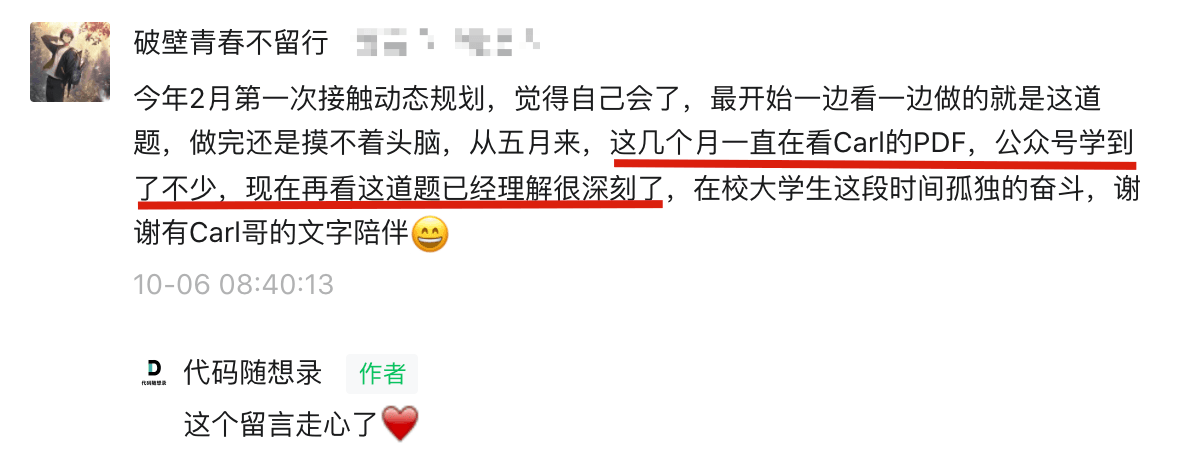 破壁青春不留行
今年2月第一次接触动态规划，觉得自己会了，最开始一边看一边做的就是这道
题，做完还是摸不着头脑，从五月来，这几个月一直在看Carl的PDF，公众号学到
了不少，现在再看这道题已经理解很深刻了，在校大学生这段时间孤独的奋斗，谢
谢有Carl哥的文字陪伴😄
10-06 08:40:13
代码随想录 作者
代码随想录
这个留言走心了❤️